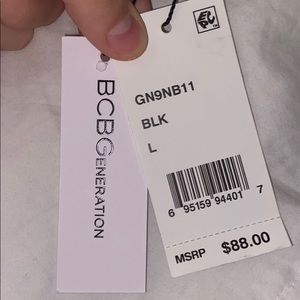 BCBGENERATION
GN9NB11
BLK
L
6 95159 94401 7
MSRP $88.00